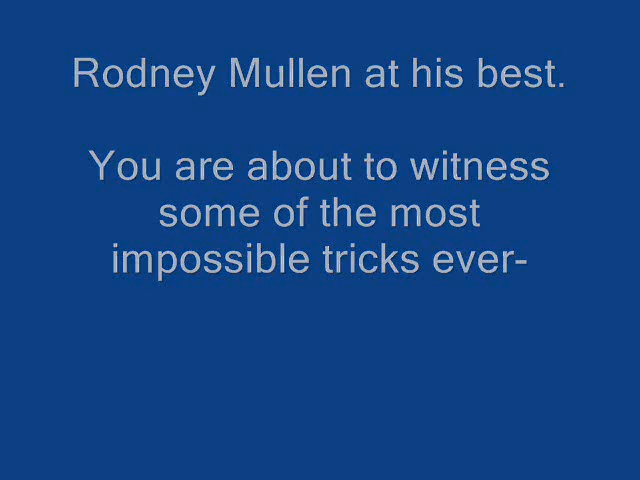 Rodney Mullen at his best.
You are about to witness
some of the most
impossible tricks ever-